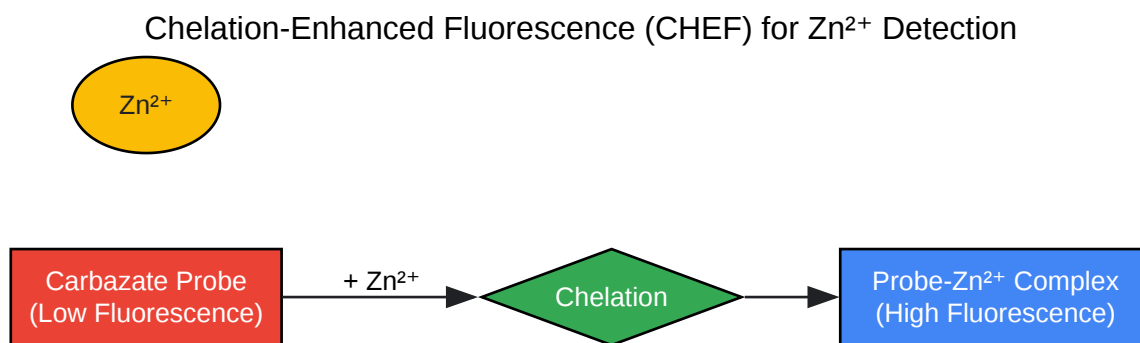 Chelation-Enhanced Fluorescence (CHEF) for Zn²⁺ Detection
Zn²⁺
Carbazate Probe
(Low Fluorescence)
+ Zn²⁺
Chelation
Probe-Zn²⁺ Complex
(High Fluorescence)